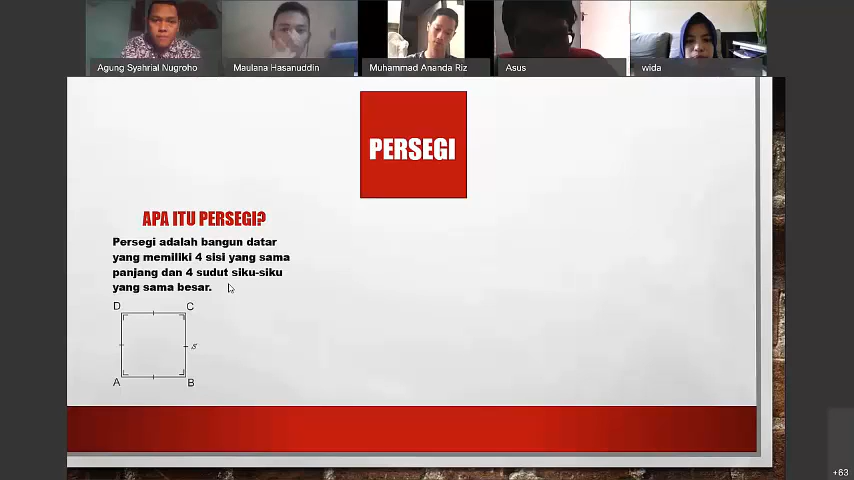 Agung Syahrial Nugroho
Maulana Hasanuddin
Muhammad Ananda Riz
Asus
wida
PERSEGI
APA ITU PERSEGI?
Persegi adalah bangun datar
yang memiliki 4 sisi yang sama
panjang dan 4 sudut siku-siku
yang sama besar.
D
C
s
A
B
+63